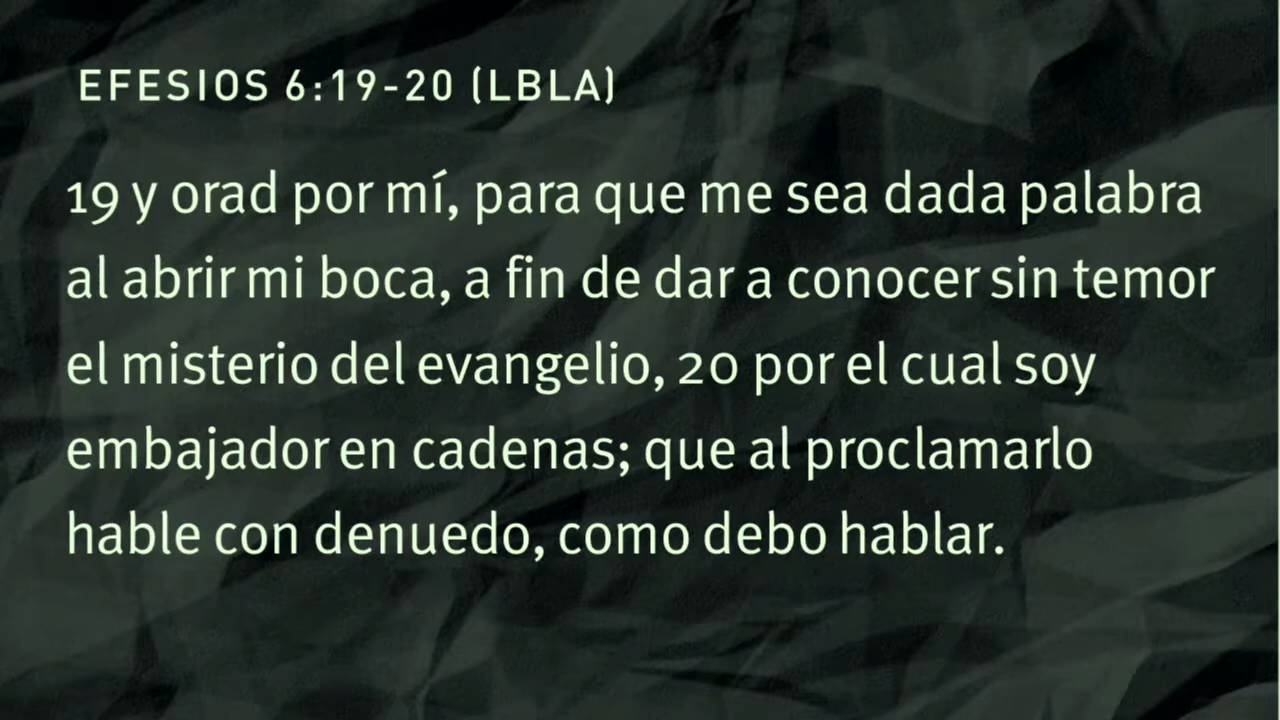 EFESIOS 6:19-20 (LBLA)
19 y orad por mí, para que me sea dada palabra
al abrir mi boca, a fin de dar a conocer sin temor
el misterio del evangelio, 20 por el cual soy
embajador en cadenas; que al proclamarlo
hable con denuedo, como debo hablar.